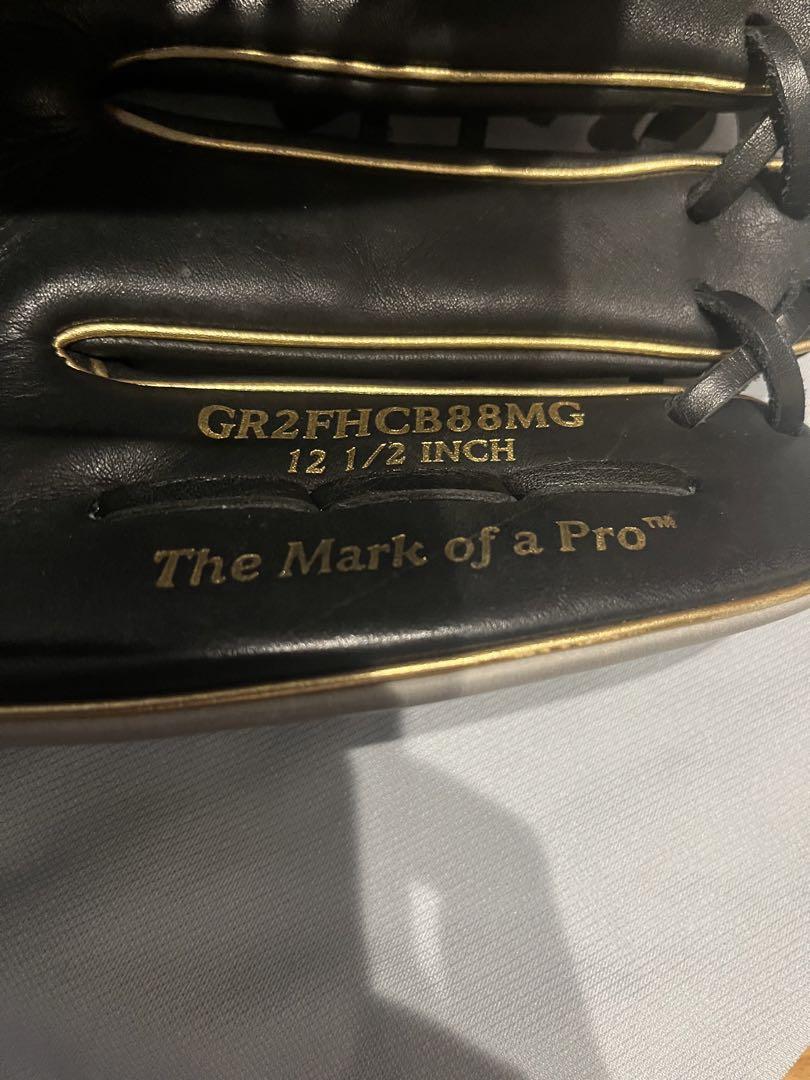 GR2FHCB88MG
12 1/2 INCH
The Mark of a Pro™